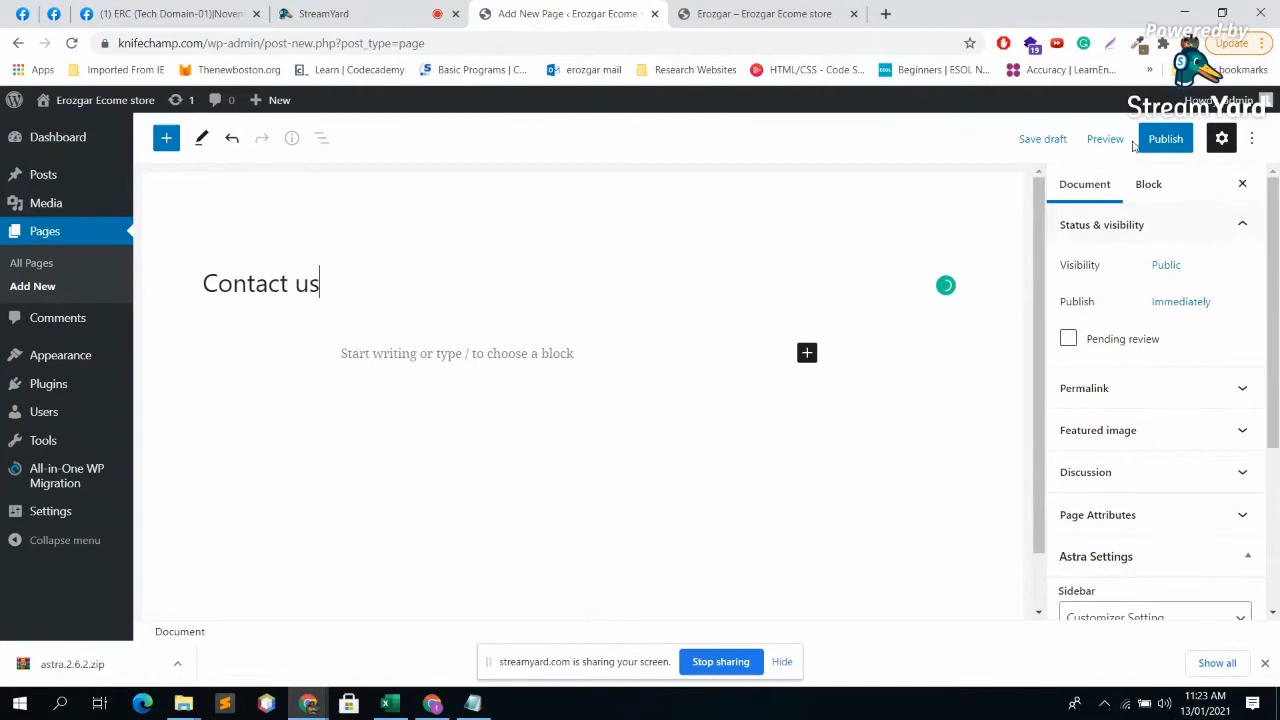 (1) ERC (Tech Domain-01)|Novem
StreamYard
Add New Page ‹ Erozgar Ecome
Erozgar – Ecome store
Powered by
knifechamp.com/wp-admin/post-new.php?post_type=page
19
Update
Apps
Imported From IE
Thenewboston.org
Learn | Codecademy
Basic Programs |C...
erozgar mail
Research Websites
HTML/CSS - Code S...
Beginners | ESOL N...
Accuracy | LearnEn...
»
bookmarks
StreamYard
Erozgar Ecome store
1
0
New
Howdy, admin
Dashboard
Posts
Media
Pages
All Pages
Add New
Comments
Appearance
Plugins
Users
Tools
All-in-One WP
Migration
Settings
Collapse menu
Save draft
Preview
Publish
Contact us
Start writing or type / to choose a block
Document
Block
Status & visibility
Visibility
Public
Publish
Immediately
Pending review
Permalink
Featured image
Discussion
Page Attributes
Astra Settings
Sidebar
Customizer Setting
Document
astra.2.6.2.zip
streamyard.com is sharing your screen.
Stop sharing
Hide
Show all
11:23 AM
13/01/2021